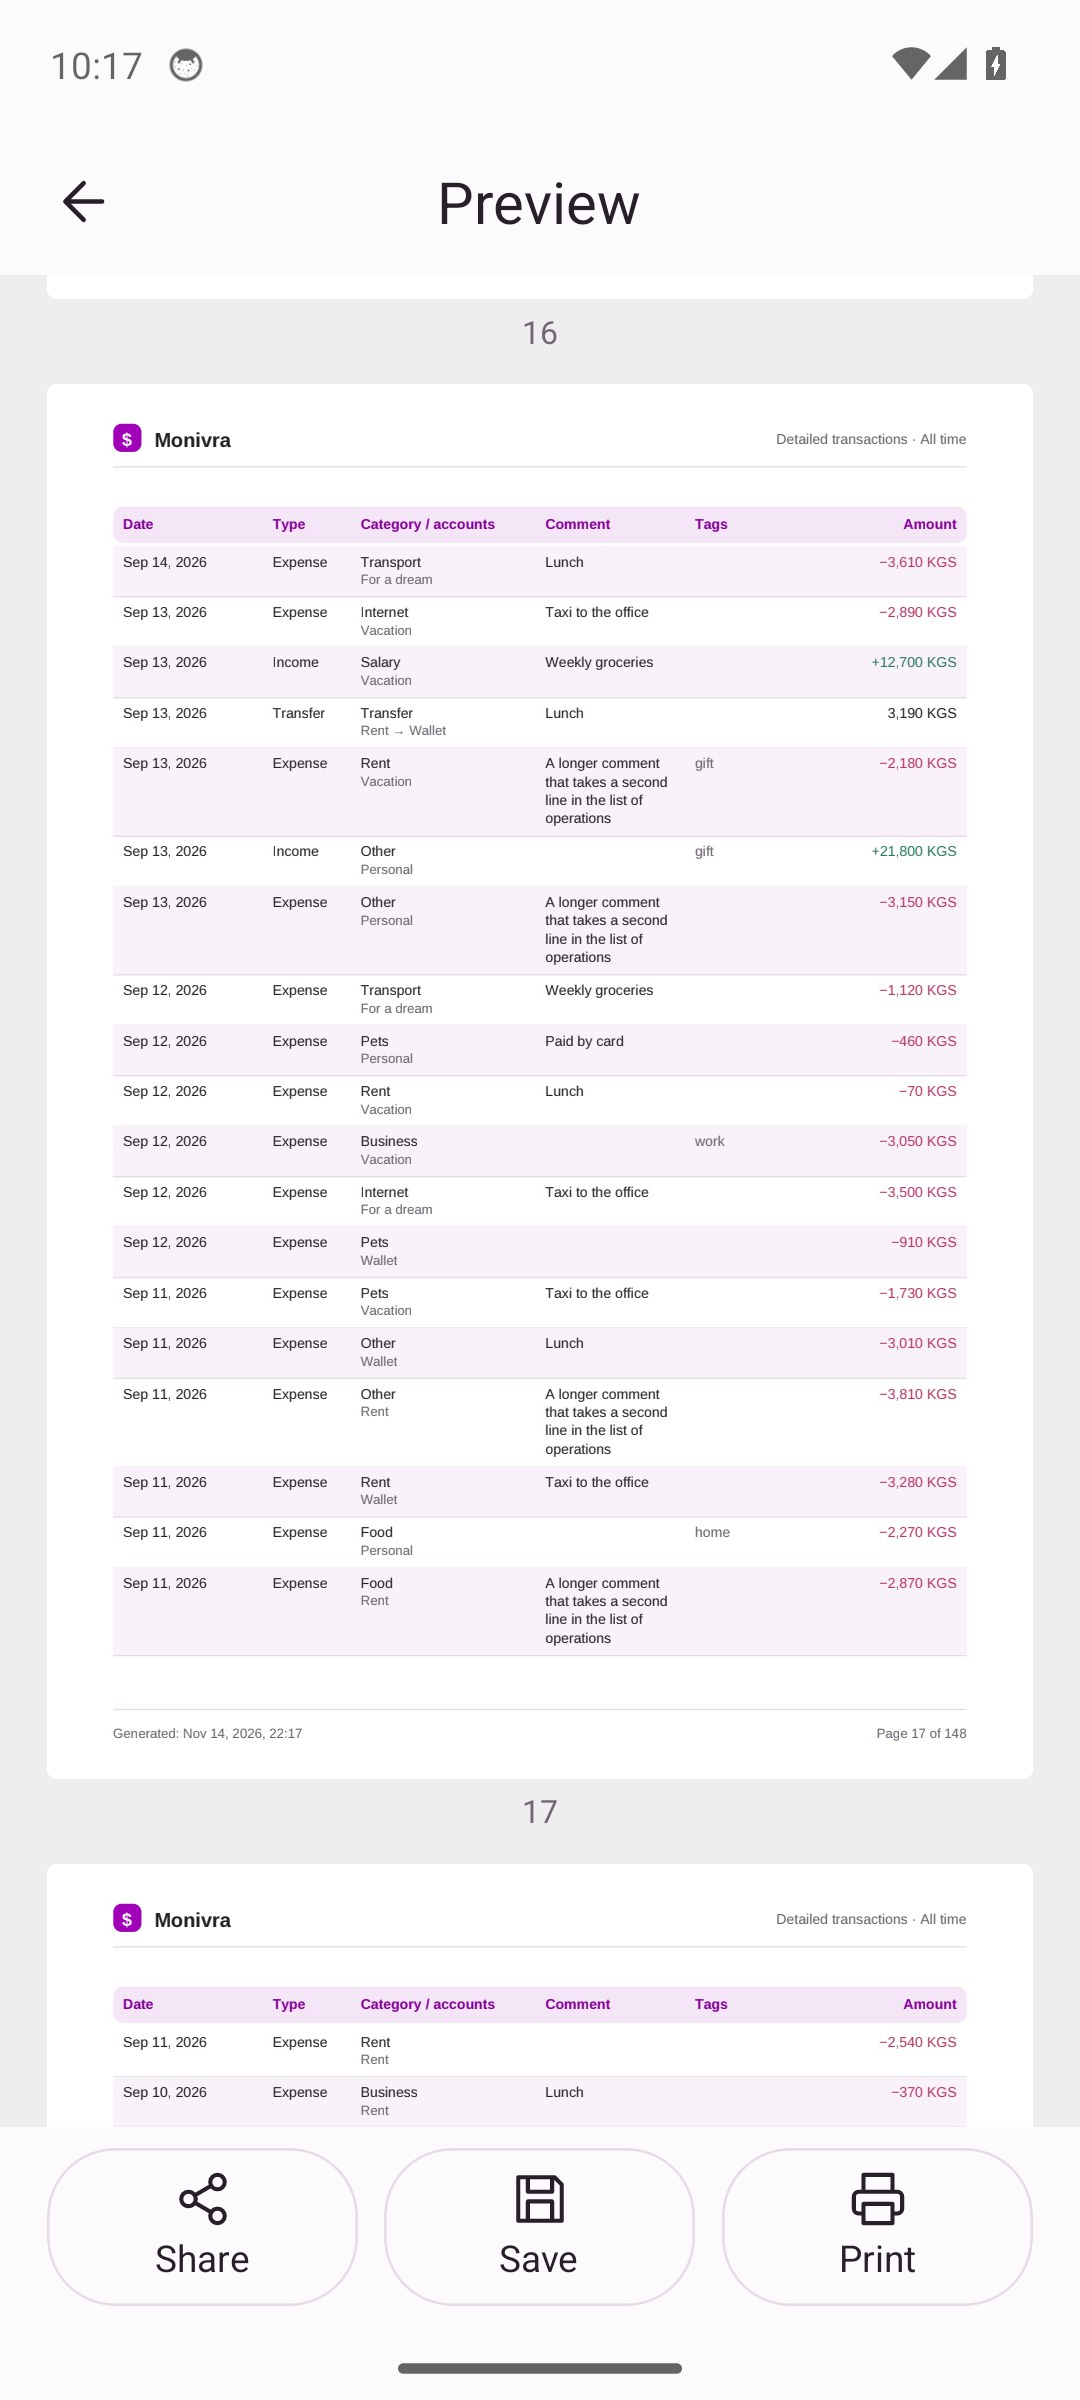 10:17
Preview
16
$ Monivra Detailed transactions · All time
Date Type Category / accounts Comment Tags Amount
Sep 14, 2026 Expense Transport Lunch −3,610 KGS
For a dream
Sep 13, 2026 Expense Internet Taxi to the office −2,890 KGS
Vacation
Sep 13, 2026 Income Salary Weekly groceries +12,700 KGS
Vacation
Sep 13, 2026 Transfer Transfer Lunch 3,190 KGS
Rent → Wallet
Sep 13, 2026 Expense Rent A longer comment gift −2,180 KGS
Vacation that takes a second
line in the list of
operations
Sep 13, 2026 Income Other gift +21,800 KGS
Personal
Sep 13, 2026 Expense Other A longer comment −3,150 KGS
Personal that takes a second
line in the list of
operations
Sep 12, 2026 Expense Transport Weekly groceries −1,120 KGS
For a dream
Sep 12, 2026 Expense Pets Paid by card −460 KGS
Personal
Sep 12, 2026 Expense Rent Lunch −70 KGS
Vacation
Sep 12, 2026 Expense Business work −3,050 KGS
Vacation
Sep 12, 2026 Expense Internet Taxi to the office −3,500 KGS
For a dream
Sep 12, 2026 Expense Pets −910 KGS
Wallet
Sep 11, 2026 Expense Pets Taxi to the office −1,730 KGS
Vacation
Sep 11, 2026 Expense Other Lunch −3,010 KGS
Wallet
Sep 11, 2026 Expense Other A longer comment −3,810 KGS
Rent that takes a second
line in the list of
operations
Sep 11, 2026 Expense Rent Taxi to the office −3,280 KGS
Wallet
Sep 11, 2026 Expense Food home −2,270 KGS
Personal
Sep 11, 2026 Expense Food A longer comment −2,870 KGS
Rent that takes a second
line in the list of
operations
Generated: Nov 14, 2026, 22:17 Page 17 of 148
17
$ Monivra Detailed transactions · All time
Date Type Category / accounts Comment Tags Amount
Sep 11, 2026 Expense Rent −2,540 KGS
Rent
Sep 10, 2026 Expense Business Lunch −370 KGS
Rent
Share Save Print